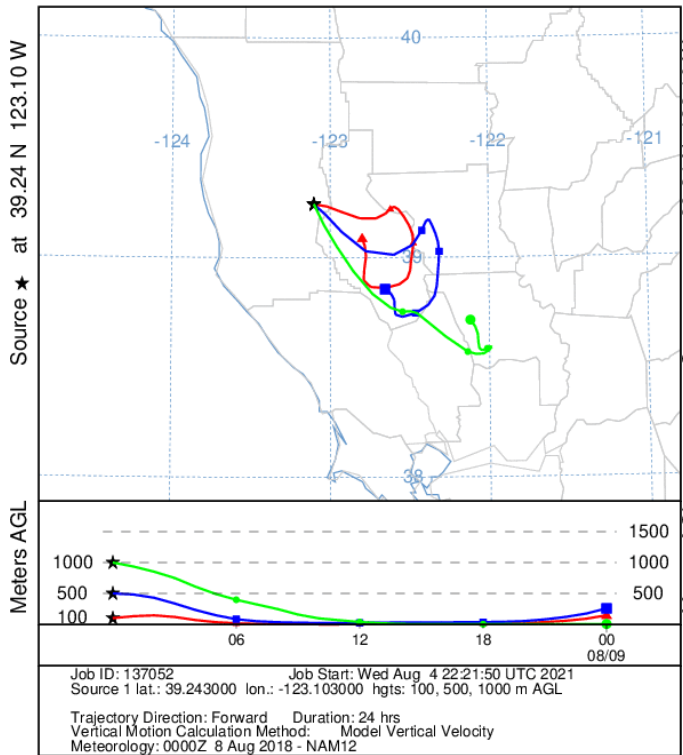 Source ★ at 39.24 N 123.10 W
40
-124
-123
-122
-121
39
38
Meters AGL
1500
1000
1000
500
500
100
06
12
18
00
08/09
Job ID: 137052 Job Start: Wed Aug 4 22:21:50 UTC 2021
Source 1 lat.: 39.243000 lon.: -123.103000 hgts: 100, 500, 1000 m AGL
Trajectory Direction: Forward Duration: 24 hrs
Vertical Motion Calculation Method: Model Vertical Velocity
Meteorology: 0000Z 8 Aug 2018 - NAM12